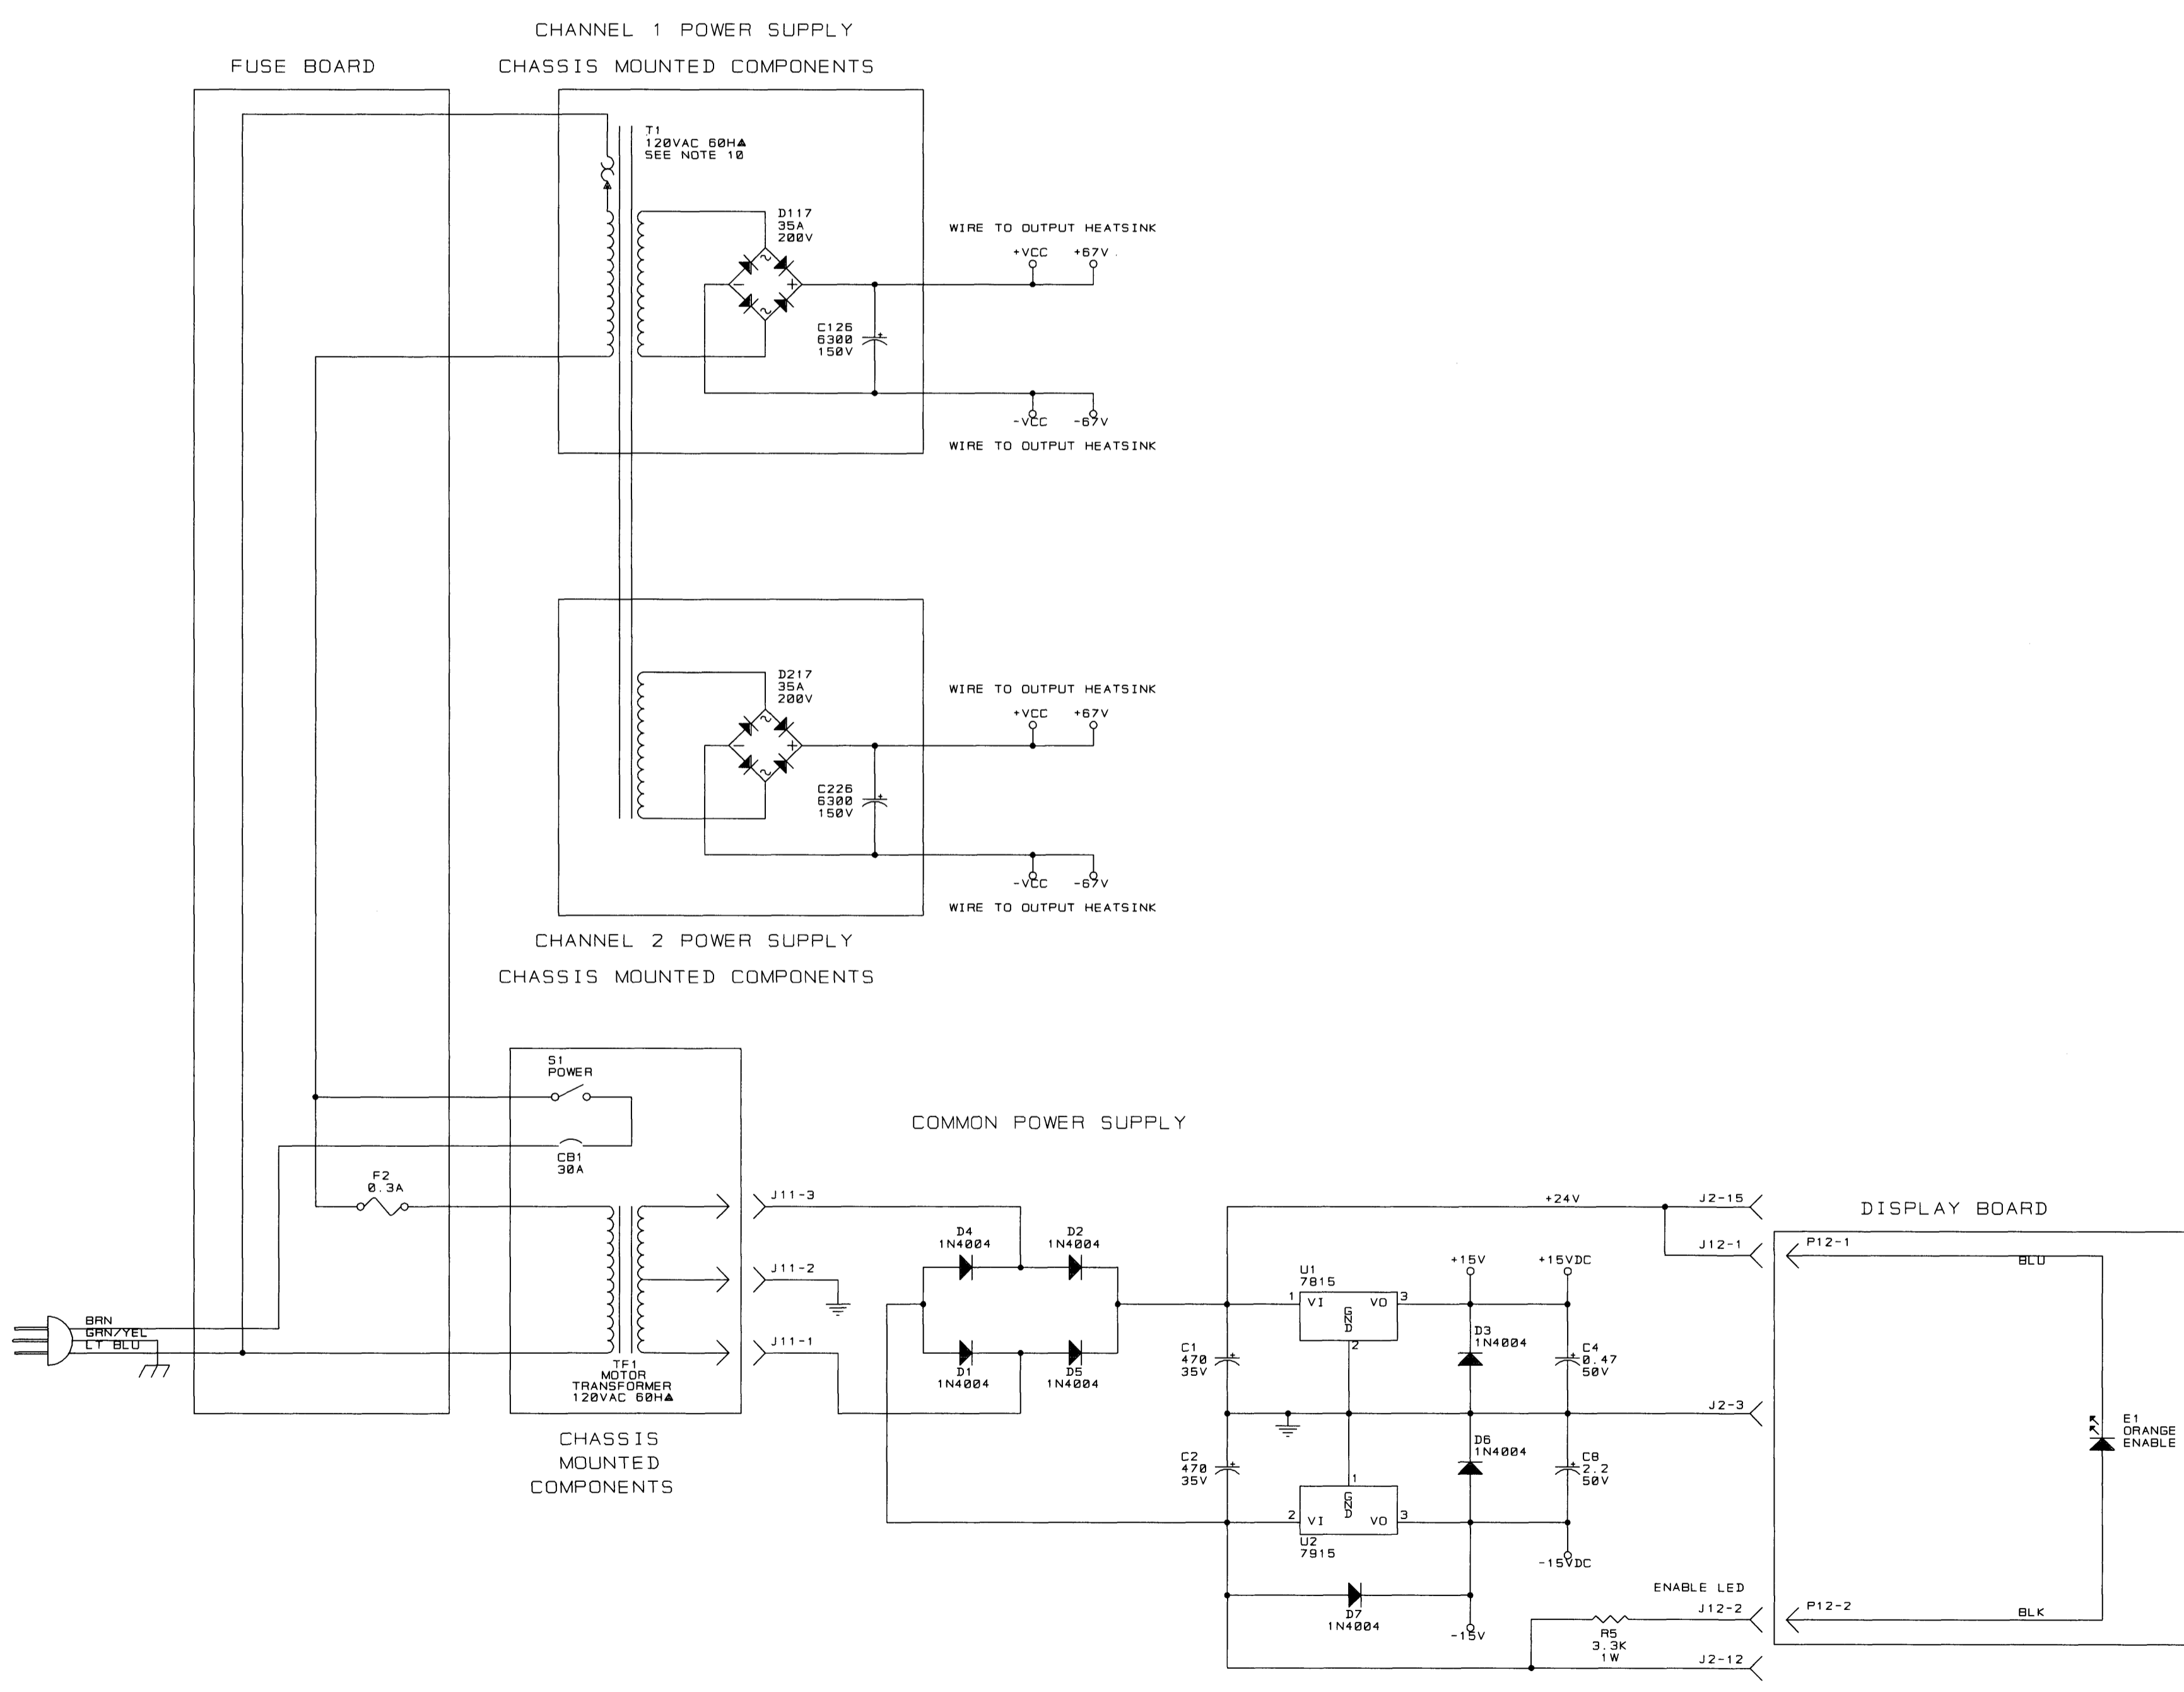 CHANNEL 1 POWER SUPPLY
FUSE BOARD
CHASSIS MOUNTED COMPONENTS
T1
120VAC 60H▲
SEE NOTE 10
D117
35A
200V
WIRE TO OUTPUT HEATSINK
+VCC +67V
C126
6300
150V
-VCC -67V
WIRE TO OUTPUT HEATSINK
D217
35A
200V
WIRE TO OUTPUT HEATSINK
+VCC +67V
C226
6300
150V
-VCC -67V
WIRE TO OUTPUT HEATSINK
CHANNEL 2 POWER SUPPLY
CHASSIS MOUNTED COMPONENTS
S1
POWER
CB1
30A
F2
0.3A
BRN
GRN/YEL
LT BLU
TF1
MOTOR
TRANSFORMER
120VAC 60H▲
CHASSIS
MOUNTED
COMPONENTS
COMMON POWER SUPPLY
J11-3
J11-2
J11-1
D4
1N4004
D2
1N4004
D1
1N4004
D5
1N4004
+24V
J2-15
J12-1
U1
7815
1 VI VO 3
GND
2
+15V
+15VDC
C1
470
35V
D3
1N4004
C4
0.47
50V
J2-3
C2
470
35V
D6
1N4004
C8
2.2
50V
1
GND
2 VI VO 3
U2
7915
-15VDC
D7
1N4004
-15V
ENABLE LED
J12-2
R5
3.3K
1W
J2-12
DISPLAY BOARD
P12-1
BLU
E1
ORANGE
ENABLE
P12-2
BLK